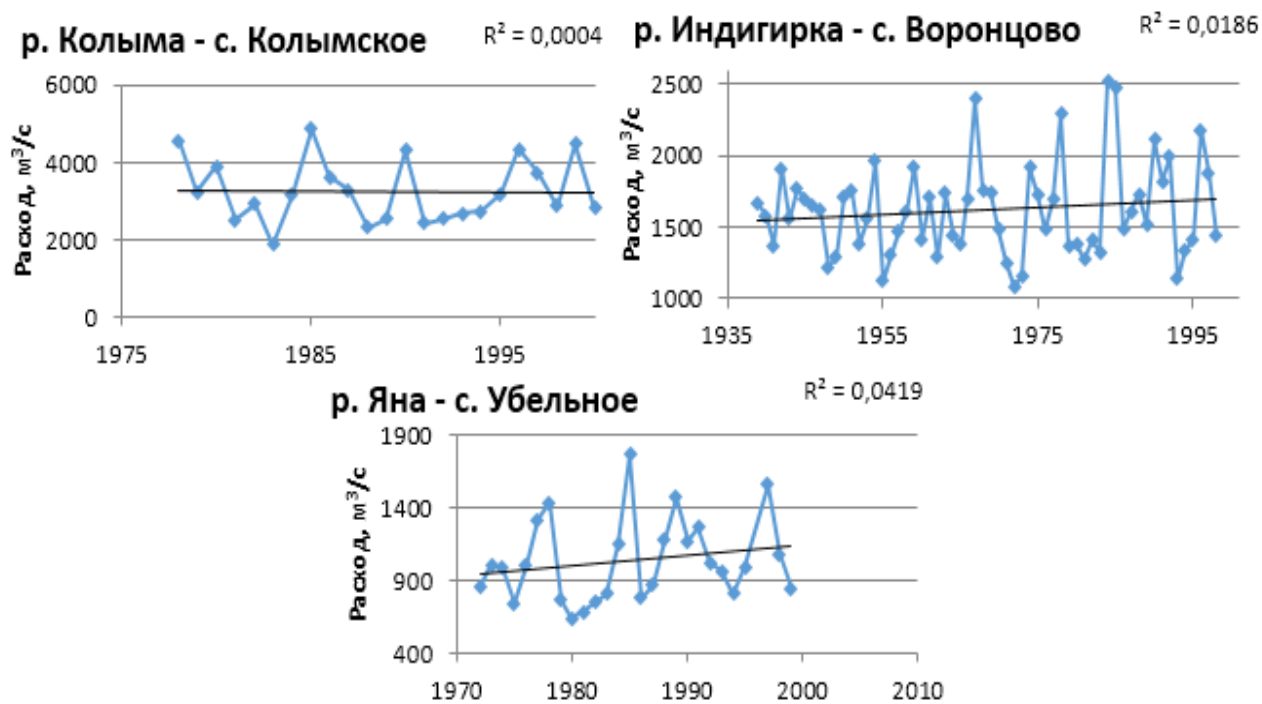 р. Колыма - с. Колымское
R² = 0,0004
Расход, м³/с
6000
4000
2000
0
1975
1985
1995
р. Индигирка - с. Воронцово
R² = 0,0186
Расход, м³/с
2500
2000
1500
1000
1935
1955
1975
1995
р. Яна - с. Убельное
R² = 0,0419
Расход, м³/с
1900
1400
900
400
1970
1980
1990
2000
2010